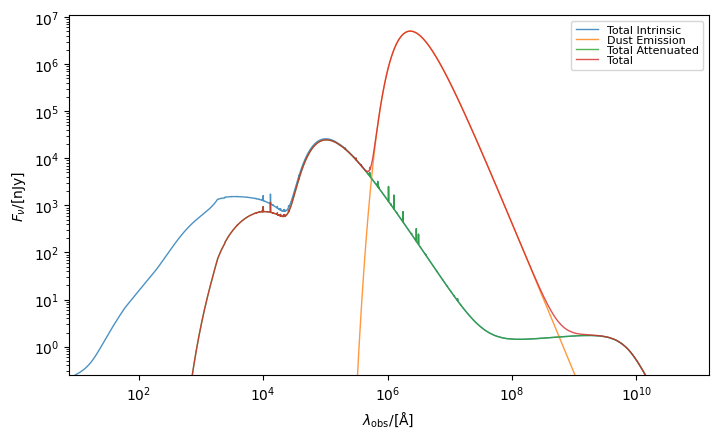 10^7
10^6
10^5
10^4
10^3
10^2
10^1
10^0
F_ν/[nJy]
Total Intrinsic
Dust Emission
Total Attenuated
Total
10^2
10^4
10^6
10^8
10^10
λ_obs/[Å]